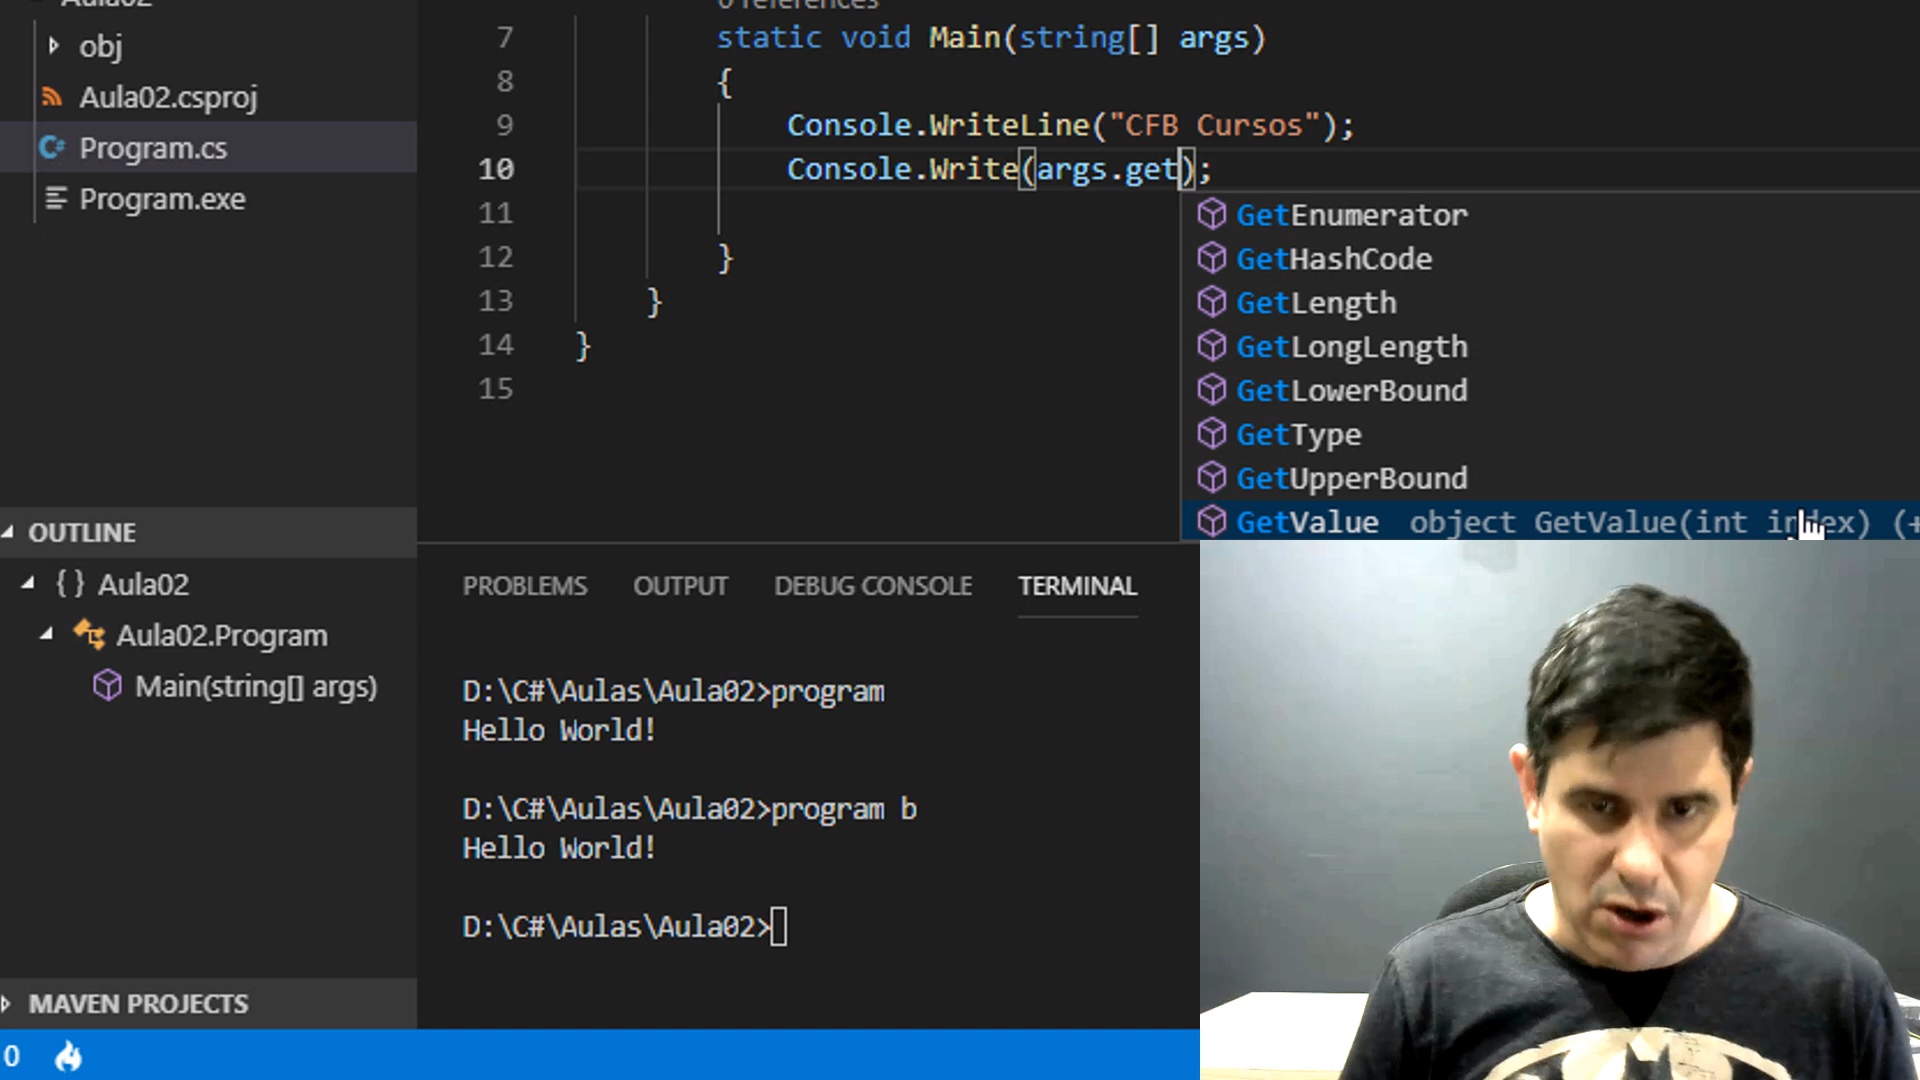 Aula02
obj
Aula02.csproj
Program.cs
Program.exe
OUTLINE
{ } Aula02
Aula02.Program
Main(string[] args)
MAVEN PROJECTS
0
0 references
7 static void Main(string[] args)
8 {
9 Console.WriteLine("CFB Cursos");
10 Console.Write(args.get);
11
12 }
13 }
14 }
15
GetEnumerator
GetHashCode
GetLength
GetLongLength
GetLowerBound
GetType
GetUpperBound
GetValue object GetValue(int index) (+
PROBLEMS OUTPUT DEBUG CONSOLE TERMINAL
D:\C#\Aulas\Aula02>program
Hello World!
D:\C#\Aulas\Aula02>program b
Hello World!
D:\C#\Aulas\Aula02>